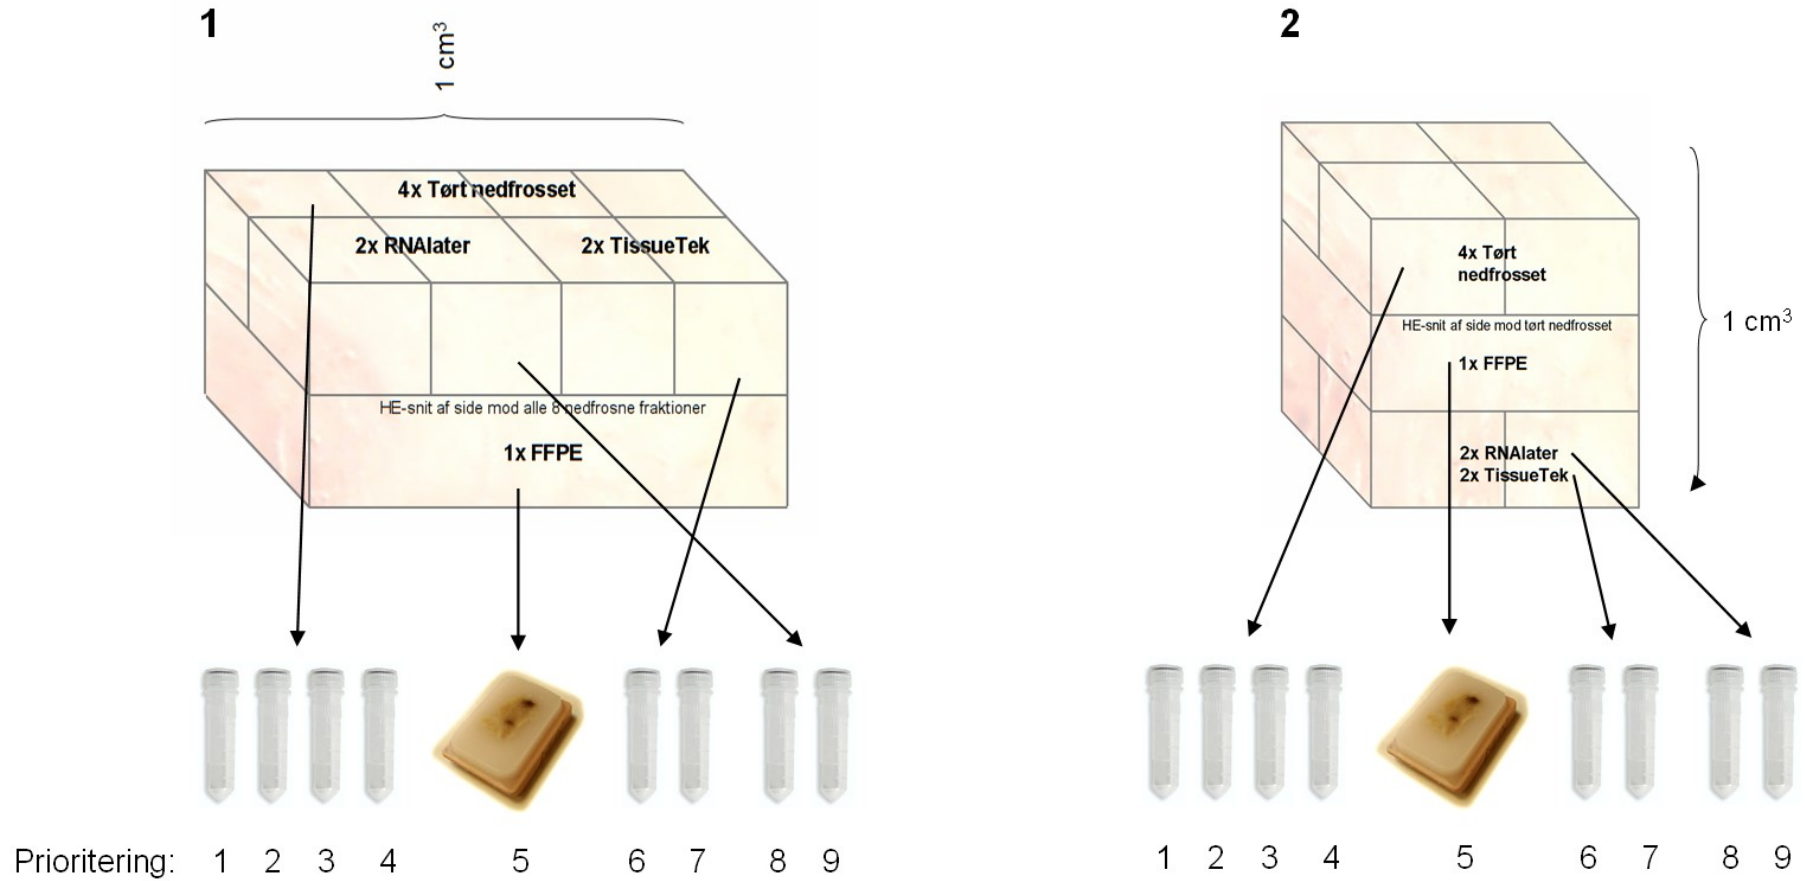 1
1 cm³
4x Tørt nedfrosset
2x RNAlater
2x TissueTek
HE-snit af side mod alle 8 nedfrosne fraktioner
1x FFPE
2
4x Tørt
nedfrosset
HE-snit af side mod tørt nedfrosset
1x FFPE
2x RNAlater
2x TissueTek
1 cm³
Prioritering: 1 2 3 4 5 6 7 8 9
1 2 3 4 5 6 7 8 9